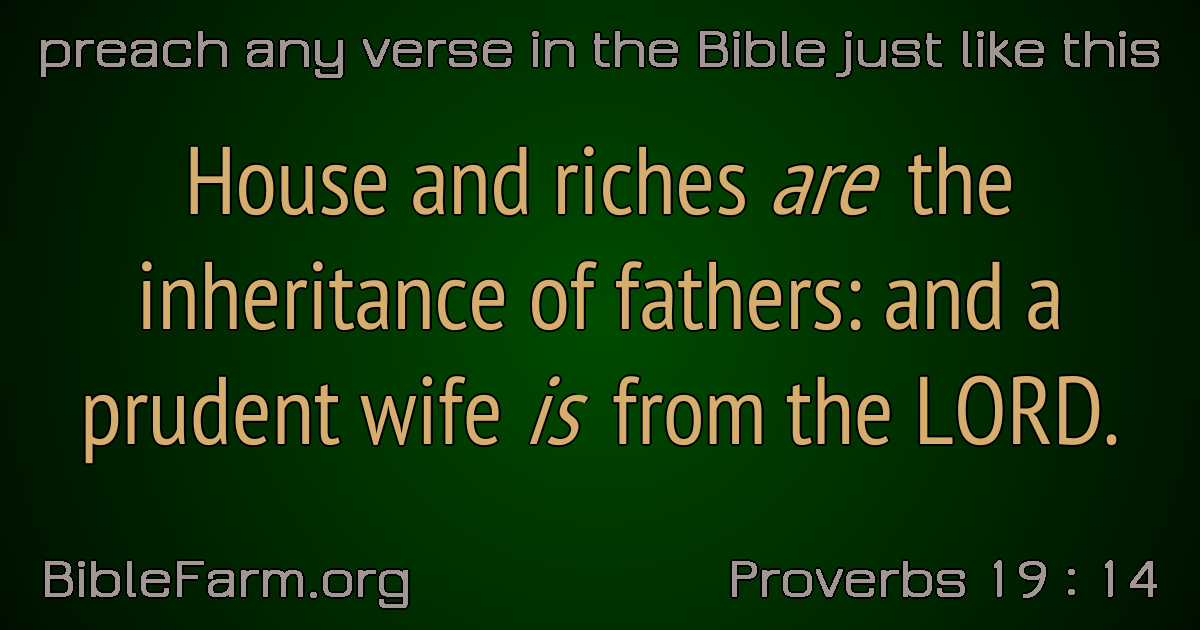 preach any verse in the Bible just like this
House and riches are the
inheritance of fathers: and a
prudent wife is from the LORD.
BibleFarm.org
Proverbs 19 : 14